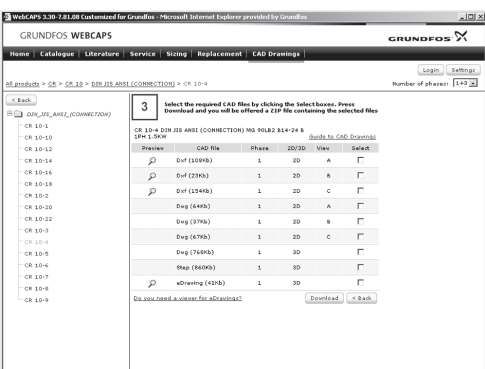 WebCAPS 3.30-7.81.08 Customized for Grundfos - Microsoft Internet Explorer provided by Grundfos
GRUNDFOS WEBCAPS
GRUNDFOS
Home | Catalogue | Literature | Service | Sizing | Replacement | CAD Drawings
Login Settings
All products > CR > CR 10 > DIN JIS ANSI (CONNECTION) > CR 10-4
Number of phases: 1+3
< Back
DIN_JIS_ANSI_(CONNECTION)
CR 10-1
CR 10-10
CR 10-12
CR 10-14
CR 10-16
CR 10-18
CR 10-2
CR 10-20
CR 10-22
CR 10-3
CR 10-4
CR 10-5
CR 10-6
CR 10-7
CR 10-8
CR 10-9
3
Select the required CAD files by clicking the Select boxes. Press
Download and you will be offered a ZIP file containing the selected files
CR 10-4 DIN JIS ANSI (CONNECTION) MG 90LB2 B14-24 B
1PH 1.5KW
Guide to CAD Drawings
Preview CAD file Phase 2D/3D View Select
Dxf (108Kb) 1 2D A
Dxf (23Kb) 1 2D B
Dxf (154Kb) 1 2D C
Dwg (64Kb) 1 2D A
Dwg (37Kb) 1 2D B
Dwg (67Kb) 1 2D C
Dwg (768Kb) 1 3D
Step (860Kb) 1 3D
eDrawing (41Kb) 1 3D
Do you need a viewer for eDrawings?
Download < Back